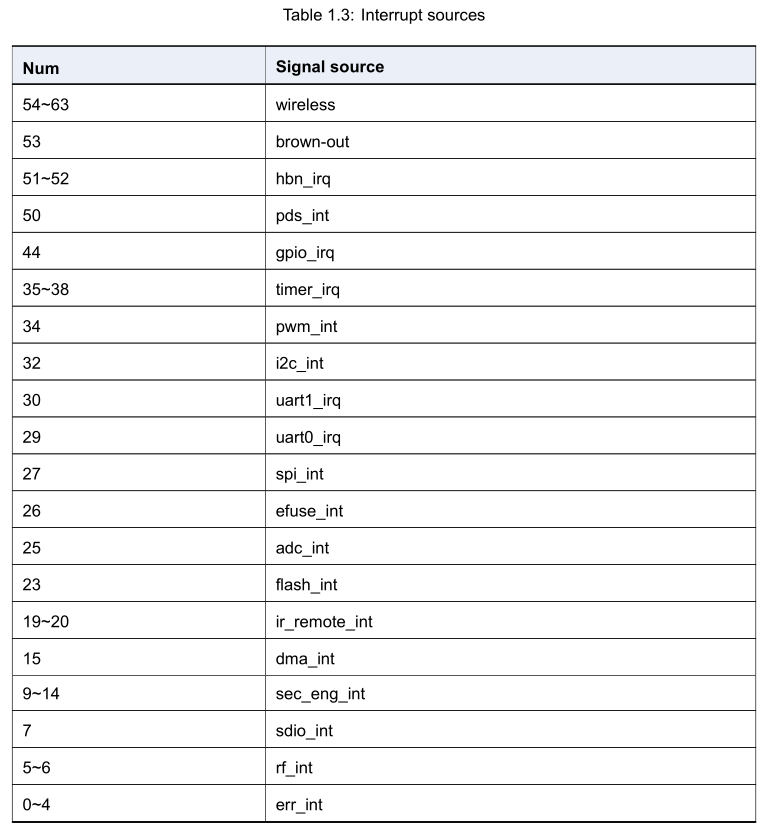 Table 1.3: Interrupt sources
Num Signal source
54~63 wireless
53 brown-out
51~52 hbn_irq
50 pds_int
44 gpio_irq
35~38 timer_irq
34 pwm_int
32 i2c_int
30 uart1_irq
29 uart0_irq
27 spi_int
26 efuse_int
25 adc_int
23 flash_int
19~20 ir_remote_int
15 dma_int
9~14 sec_eng_int
7 sdio_int
5~6 rf_int
0~4 err_int